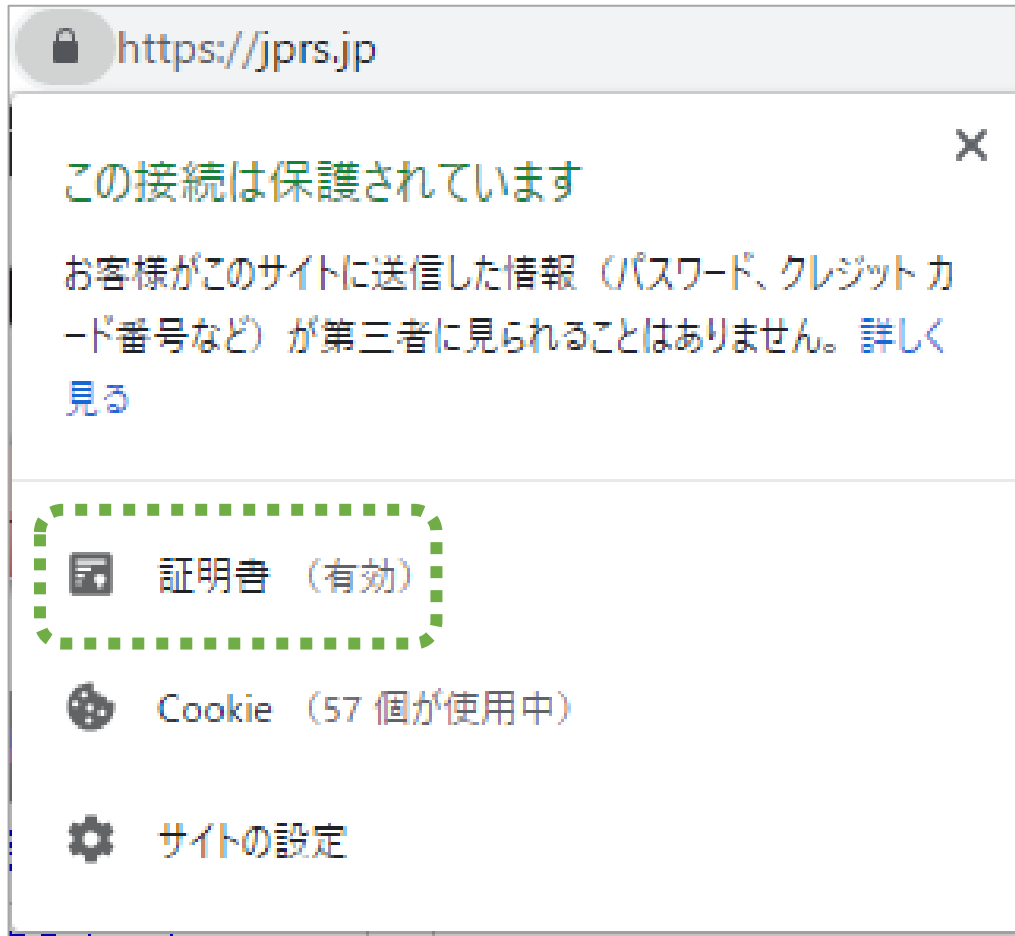 https://jprs.jp
この接続は保護されています
お客様がこのサイトに送信した情報（パスワード、クレジット カ
ード番号など）が第三者に見られることはありません。詳しく
見る
証明書（有効）
Cookie（57 個が使用中）
サイトの設定